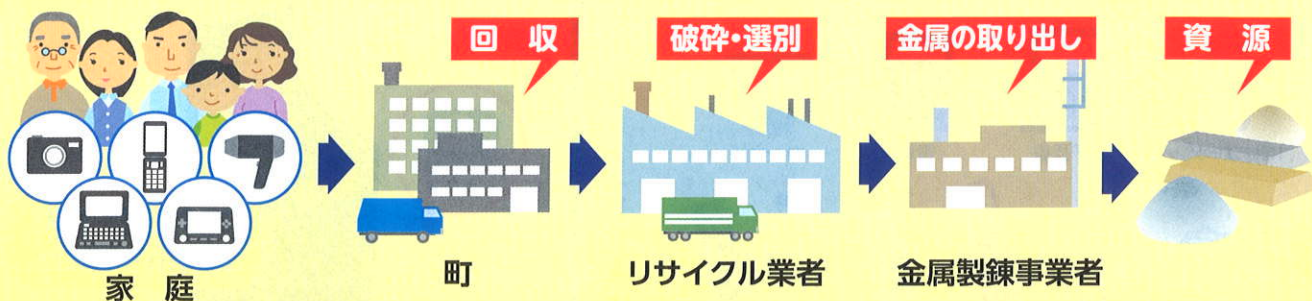 回 収
破砕・選別
金属の取り出し
資 源
家 庭
町
リサイクル業者
金属製錬事業者